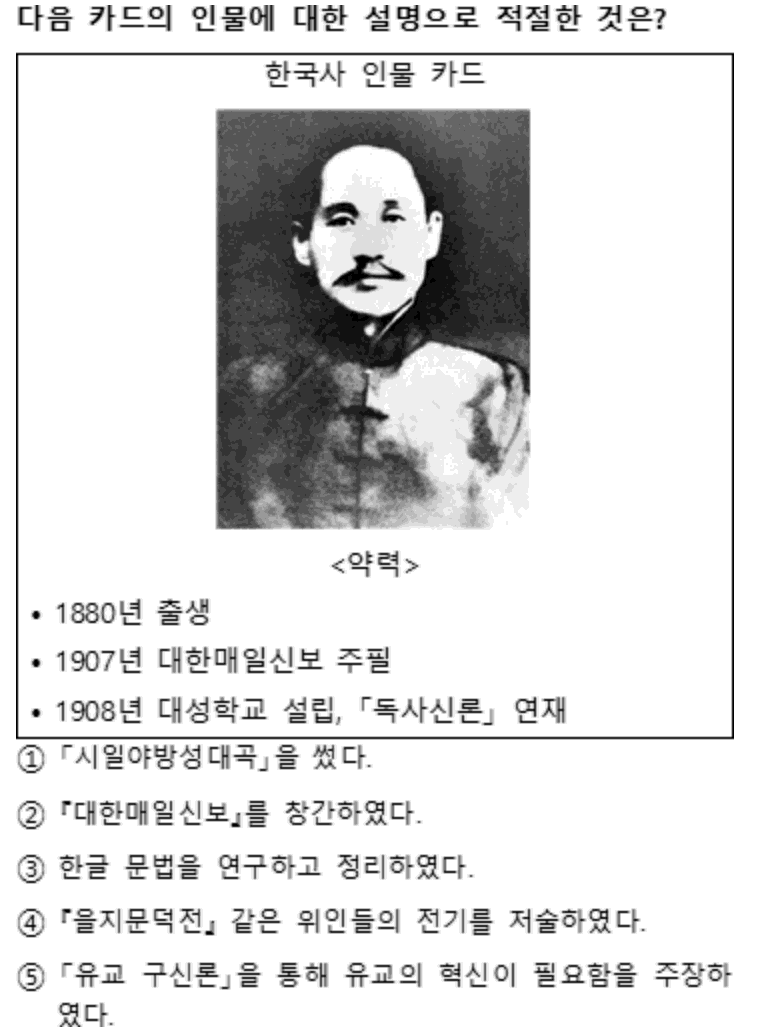 다음 카드의 인물에 대한 설명으로 적절한 것은?
한국사 인물 카드
<약력>
• 1880년 출생
• 1907년 대한매일신보 주필
• 1908년 대성학교 설립, 「독사신론」 연재
① 「시일야방성대곡」을 썼다.
② 『대한매일신보』를 창간하였다.
③ 한글 문법을 연구하고 정리하였다.
④ 『을지문덕전』 같은 위인들의 전기를 저술하였다.
⑤ 「유교 구신론」을 통해 유교의 혁신이 필요함을 주장하
였다.